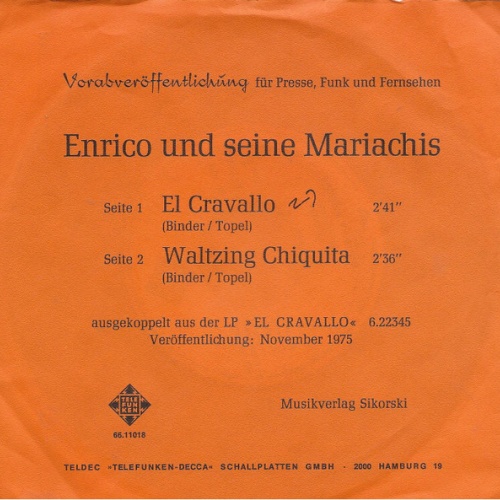 Vorabveröffentlichung für Presse, Funk und Fernsehen
Enrico und seine Mariachis
Seite 1 El Cravallo 2'41"
(Binder / Topel)
Seite 2 Waltzing Chiquita 2'36"
(Binder / Topel)
ausgekoppelt aus der LP »EL CRAVALLO« 6.22345
Veröffentlichung: November 1975
TELE
FUN
KEN
Musikverlag Sikorski
66.11018
TELDEC »TELEFUNKEN-DECCA« SCHALLPLATTEN GMBH · 2000 HAMBURG 19